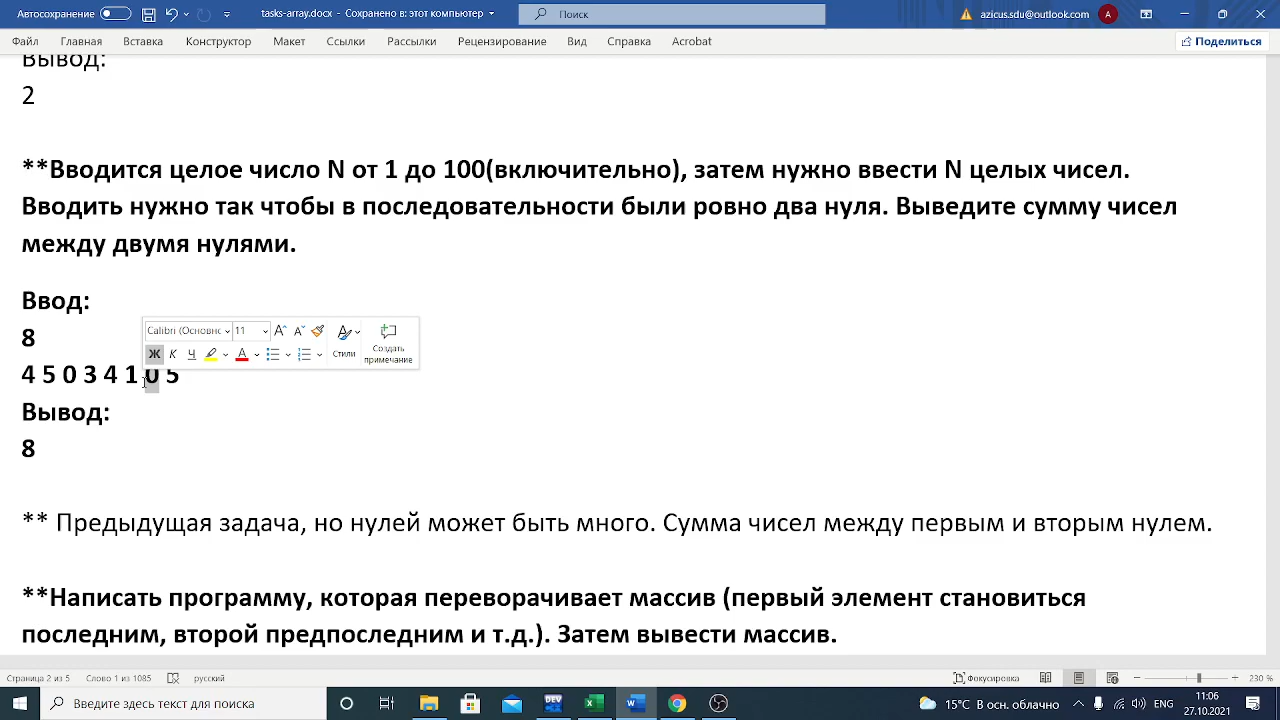 Автосохранение
tasks-array.docx • Сохранено в этот компьютер
Поиск
azirus@outlook.com
A
Файл Главная Вставка Конструктор Макет Ссылки Рассылки Рецензирование Вид Справка Acrobat
Поделиться
Вывод:
2
**Вводится целое число N от 1 до 100(включительно), затем нужно ввести N целых чисел.
Вводить нужно так чтобы в последовательности были ровно два нуля. Выведите сумму чисел
между двумя нулями.
Ввод:
Calibri (Основнс 11
8
Ж К Ч А Стили Создать
примечание
4 5 0 3 4 1 0 5
Вывод:
8
** Предыдущая задача, но нулей может быть много. Сумма чисел между первым и вторым нулем.
**Написать программу, которая переворачивает массив (первый элемент становиться
последним, второй предпоследним и т.д.). Затем вывести массив.
Страница 2 из 5 Слово 1 из 1085 русский Фокусировка 230 %
Введите здесь текст для поиска
DEV
15°C В осн. облачно
11:06
27.10.2021